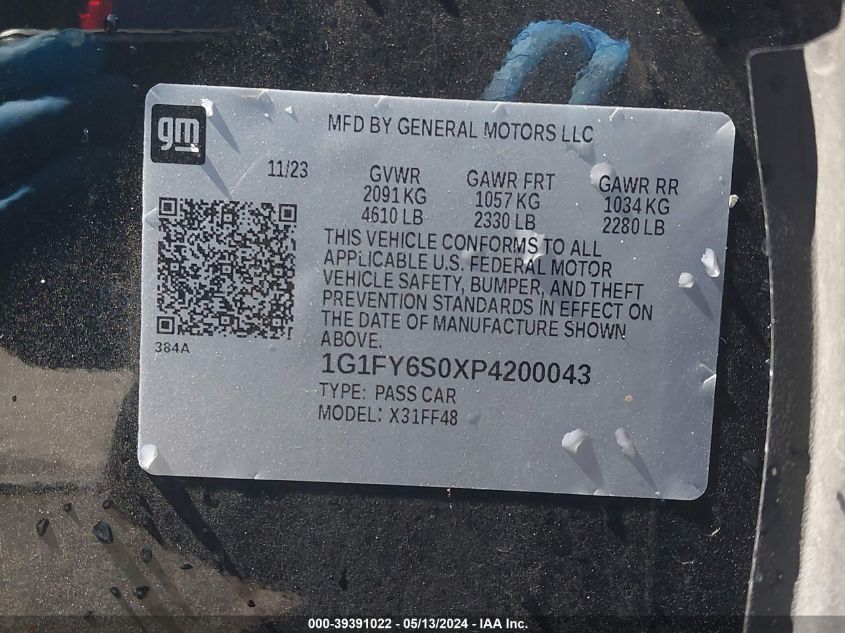 gm
MFD BY GENERAL MOTORS LLC
11/23 GVWR GAWR FRT GAWR RR
2091 KG 1057 KG 1034 KG
4610 LB 2330 LB 2280 LB
THIS VEHICLE CONFORMS TO ALL
APPLICABLE U.S. FEDERAL MOTOR
VEHICLE SAFETY, BUMPER, AND THEFT
PREVENTION STANDARDS IN EFFECT ON
THE DATE OF MANUFACTURE SHOWN
ABOVE.
384A
1G1FY6S0XP4200043
TYPE: PASS CAR
MODEL: X31FF48
000-39391022 - 05/13/2024 - IAA Inc.